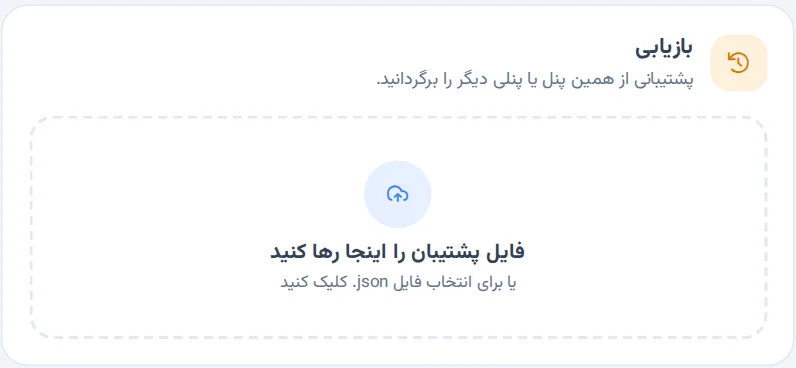 بازیابی
پشتیبانی از همین پنل یا پنلی دیگر را برگردانید.
فایل پشتیبان را اینجا رها کنید
یا برای انتخاب فایل json. کلیک کنید